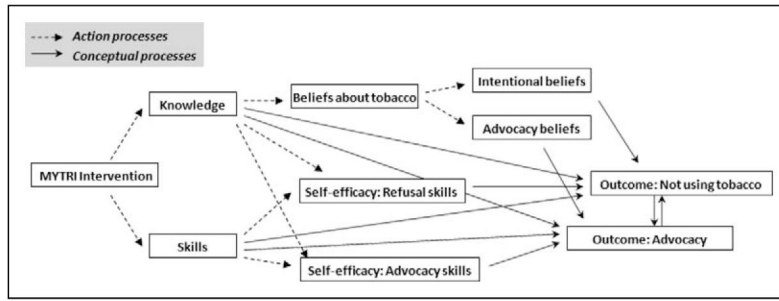 Action processes
Conceptual processes
Intentional beliefs
Knowledge
Beliefs about tobacco
Advocacy beliefs
MYTRI Intervention
Self-efficacy: Refusal skills
Outcome: Not using tobacco
Skills
Outcome: Advocacy
Self-efficacy: Advocacy skills